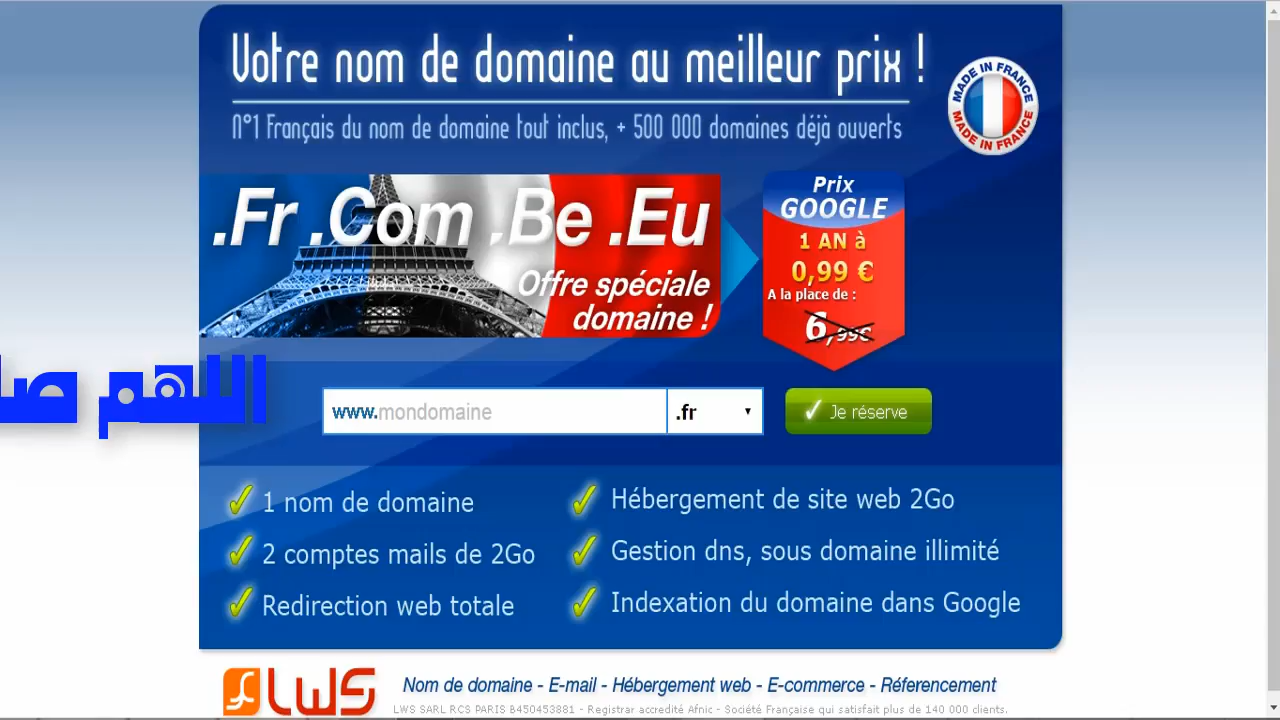 Votre nom de domaine au meilleur prix !
N°1 Français du nom de domaine tout inclus, + 500 000 domaines déjà ouverts
MADE IN FRANCE
MADE IN FRANCE
.Fr .Com .Be .Eu
Offre spéciale
domaine !
Prix
GOOGLE
1 AN à
0,99 €
A la place de :
6,99€
اللهم
www.mondomaine
.fr
Je réserve
1 nom de domaine
Hébergement de site web 2Go
2 comptes mails de 2Go
Gestion dns, sous domaine illimité
Redirection web totale
Indexation du domaine dans Google
LWS
Nom de domaine - E-mail - Hébergement web - E-commerce - Réferencement
LWS SARL RCS PARIS B450453881 - Registrar accredité Afnic - Société Française qui satisfait plus de 140 000 clients.